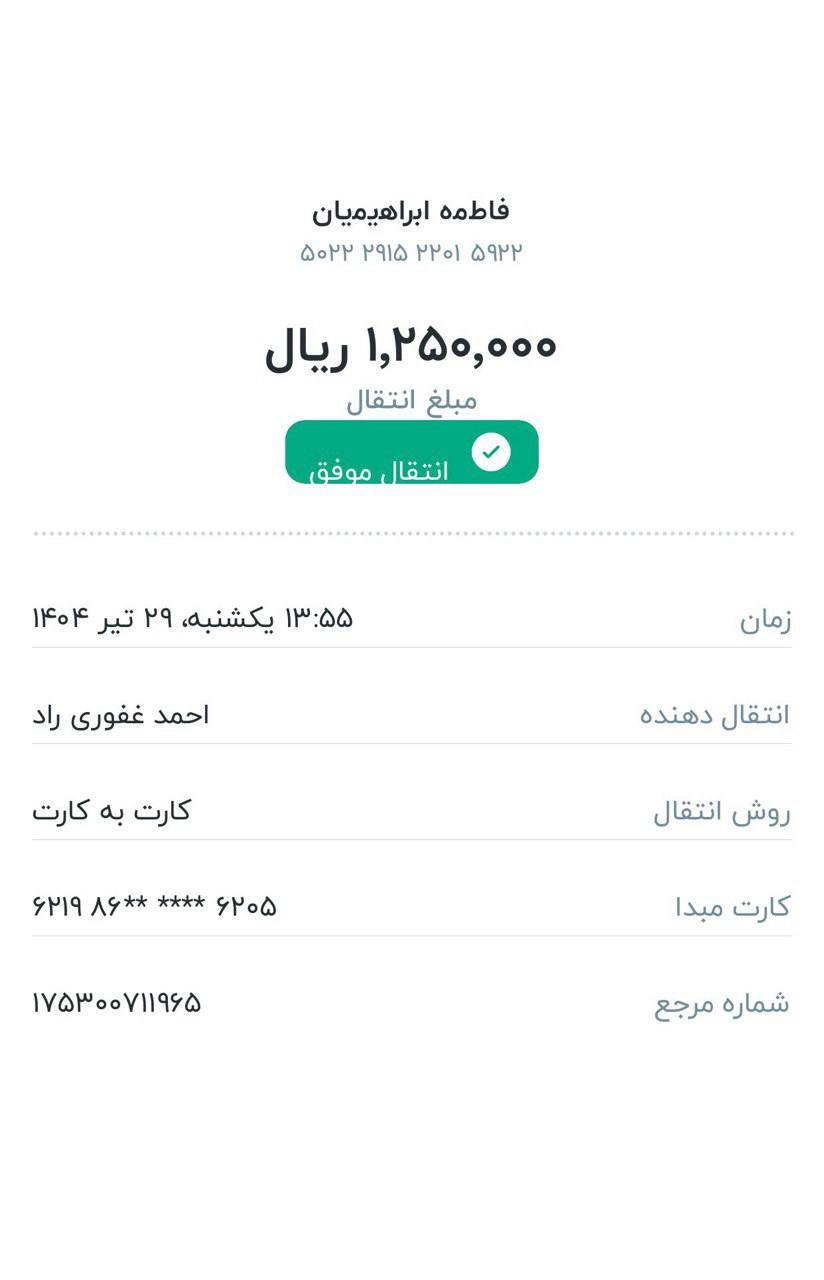 فاطمه ابراهیمیان
۵۰۲۲ ۲۹۱۵ ۲۲۰۱ ۵۹۲۲
۱,۲۵۰,۰۰۰ ریال
مبلغ انتقال
انتقال موفق
زمان ۱۳:۵۵ یکشنبه، ۲۹ تیر ۱۴۰۴
انتقال دهنده احمد غفوری راد
روش انتقال کارت به کارت
کارت مبدا ۶۲۱۹ ۸۶** **** ۶۲۰۵
شماره مرجع ۱۷۵۳۰۰۷۱۱۹۶۵